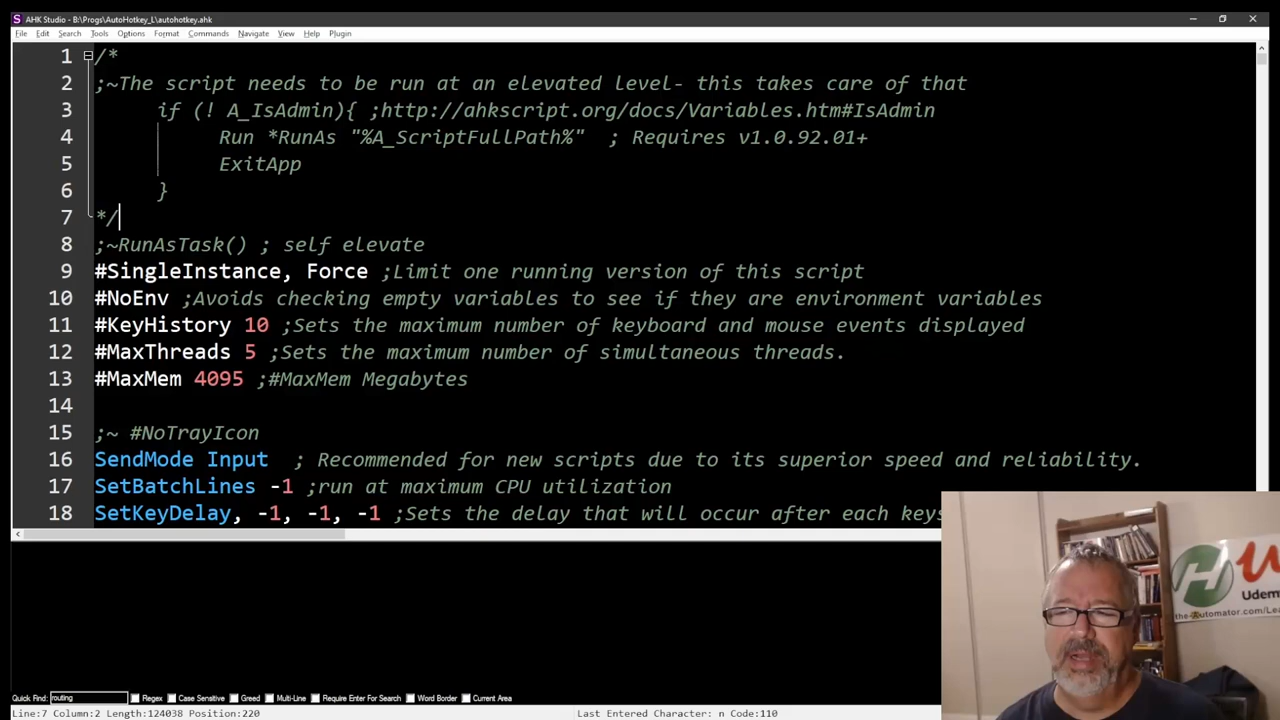 S AHK Studio - B:\Progs\AutoHotkey_L\autohotkey.ahk
File Edit Search Tools Options Format Commands Navigate View Help Plugin
1 /*
2 ;~The script needs to be run at an elevated level- this takes care of that
3 if (! A_IsAdmin){ ;http://ahkscript.org/docs/Variables.htm#IsAdmin
4 Run *RunAs "%A_ScriptFullPath%" ; Requires v1.0.92.01+
5 ExitApp
6 }
7 */
8 ;~RunAsTask() ; self elevate
9 #SingleInstance, Force ;Limit one running version of this script
10 #NoEnv ;Avoids checking empty variables to see if they are environment variables
11 #KeyHistory 10 ;Sets the maximum number of keyboard and mouse events displayed
12 #MaxThreads 5 ;Sets the maximum number of simultaneous threads.
13 #MaxMem 4095 ;#MaxMem Megabytes
14
15 ;~ #NoTrayIcon
16 SendMode Input ; Recommended for new scripts due to its superior speed and reliability.
17 SetBatchLines -1 ;run at maximum CPU utilization
18 SetKeyDelay, -1, -1, -1 ;Sets the delay that will occur after each keys
H
Udem
the-Automator.com/Lea
Quick Find: routing Regex Case Sensitive Greed Multi-Line Require Enter For Search Word Border Current Area
Line:7 Column:2 Length:124038 Position:220 Last Entered Character: n Code:110